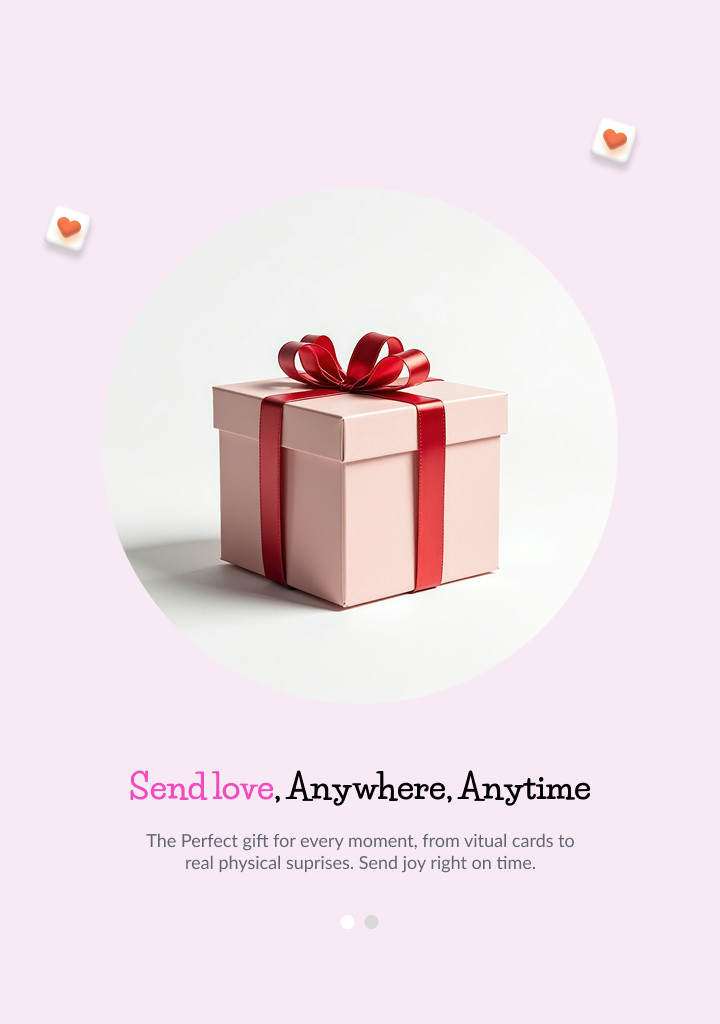 Send love, Anywhere, Anytime
The Perfect gift for every moment, from vitual cards to
real physical suprises. Send joy right on time.